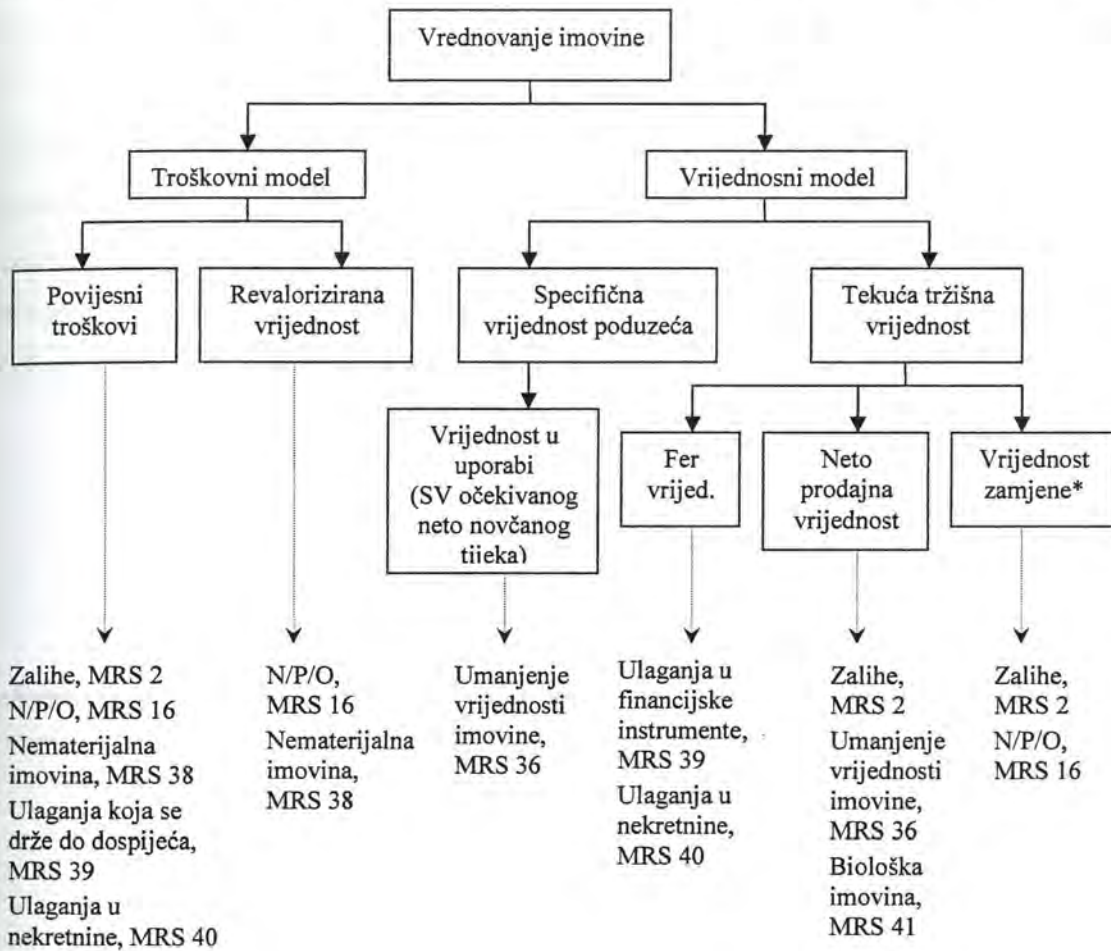 Vrednovanje imovine
Troškovni model
Vrijednosni model
Povijesni
troškovi
Revalorizirana
vrijednost
Specifična
vrijednost poduzeća
Tekuća tržišna
vrijednost
Vrijednost u
uporabi
(SV očekivanog
neto novčanog
tijeka)
Fer
vrijed.
Neto
prodajna
vrijednost
Vrijednost
zamjene*
Zalihe, MRS 2
N/P/O, MRS 16
Nematerijalna
imovina, MRS 38
Ulaganja koja se
drže do dospijeća,
MRS 39
Ulaganja u
nekretnine, MRS 40
N/P/O,
MRS 16
Nematerijalna
imovina,
MRS 38
Umanjenje
vrijednosti
imovine,
MRS 36
Ulaganja u
financijske
instrumente,
MRS 39
Ulaganja u
nekretnine,
MRS 40
Zalihe,
MRS 2
Umanjenje
vrijednosti
imovine,
MRS 36
Biološka
imovina,
MRS 41
Zalihe,
MRS 2
N/P/O,
MRS 16